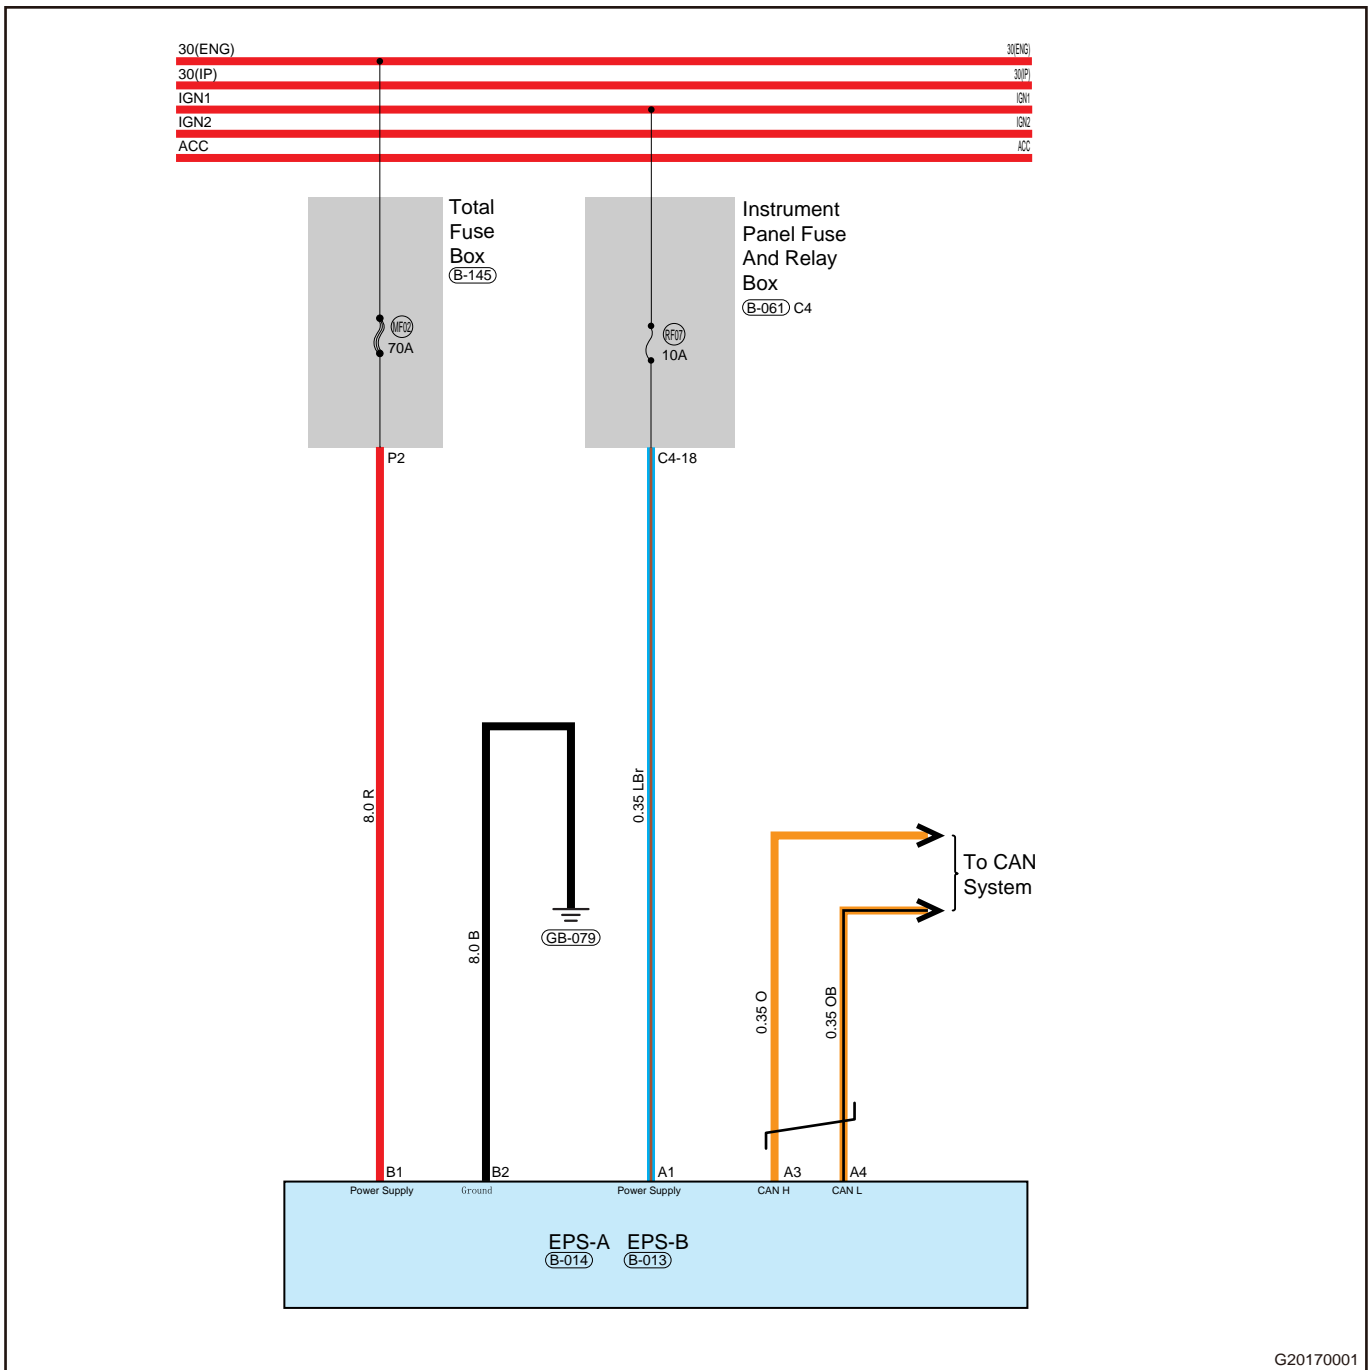 30(ENG)
30(ENG)
30(IP)
30(IP)
IGN1
IGN1
IGN2
IGN2
ACC
ACC
Total
Fuse
Box
B-145
MF02
70A
Instrument
Panel Fuse
And Relay
Box
B-061 C4
RF07
10A
P2
C4-18
8.0 R
8.0 B
GB-079
0.35 LBr
0.35 O
0.35 OB
To CAN
System
B1
B2
A1
A3
A4
Power Supply
Ground
Power Supply
CAN H
CAN L
EPS-A
B-014
EPS-B
B-013
G20170001